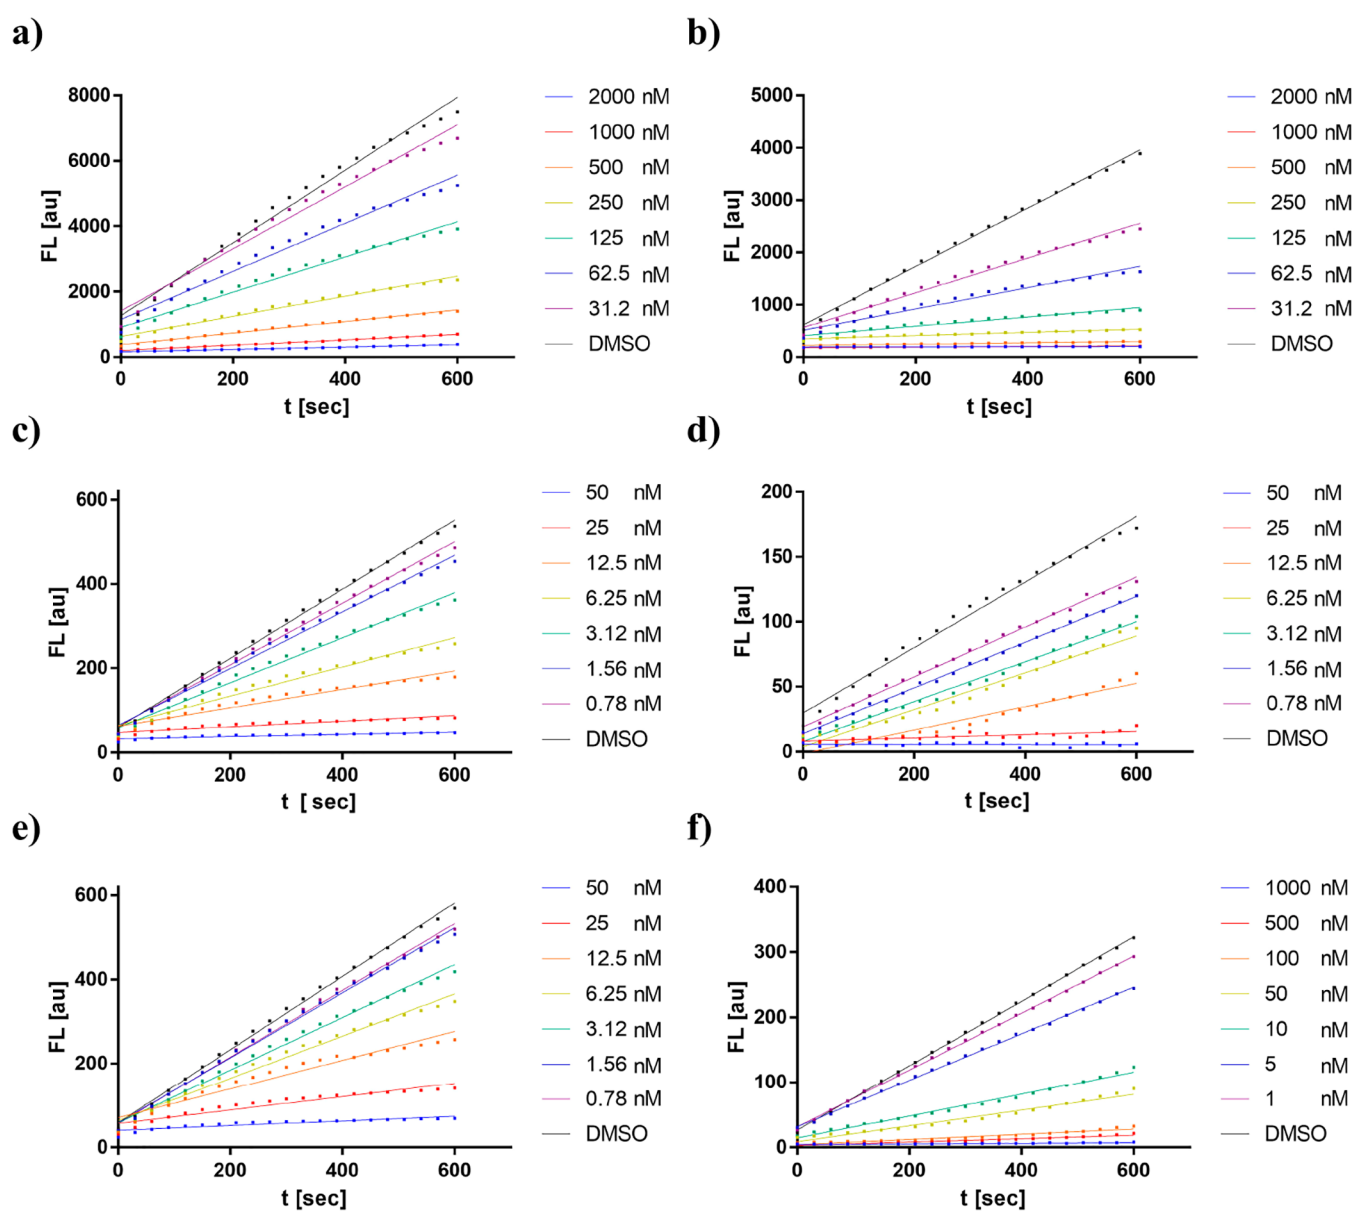 a)
8000
6000
4000
2000
0
FL [au]
0 200 400 600
t [sec]
2000 nM
1000 nM
500 nM
250 nM
125 nM
62.5 nM
31.2 nM
DMSO
b)
5000
4000
3000
2000
1000
0
FL [au]
0 200 400 600
t [sec]
2000 nM
1000 nM
500 nM
250 nM
125 nM
62.5 nM
31.2 nM
DMSO
c)
600
400
200
0
FL [au]
0 200 400 600
t [ sec]
50 nM
25 nM
12.5 nM
6.25 nM
3.12 nM
1.56 nM
0.78 nM
DMSO
d)
200
150
100
50
0
FL [au]
0 200 400 600
t [sec]
50 nM
25 nM
12.5 nM
6.25 nM
3.12 nM
1.56 nM
0.78 nM
DMSO
e)
600
400
200
0
FL [au]
0 200 400 600
t [sec]
50 nM
25 nM
12.5 nM
6.25 nM
3.12 nM
1.56 nM
0.78 nM
DMSO
f)
400
300
200
100
0
FL [au]
0 200 400 600
t [sec]
1000 nM
500 nM
100 nM
50 nM
10 nM
5 nM
1 nM
DMSO